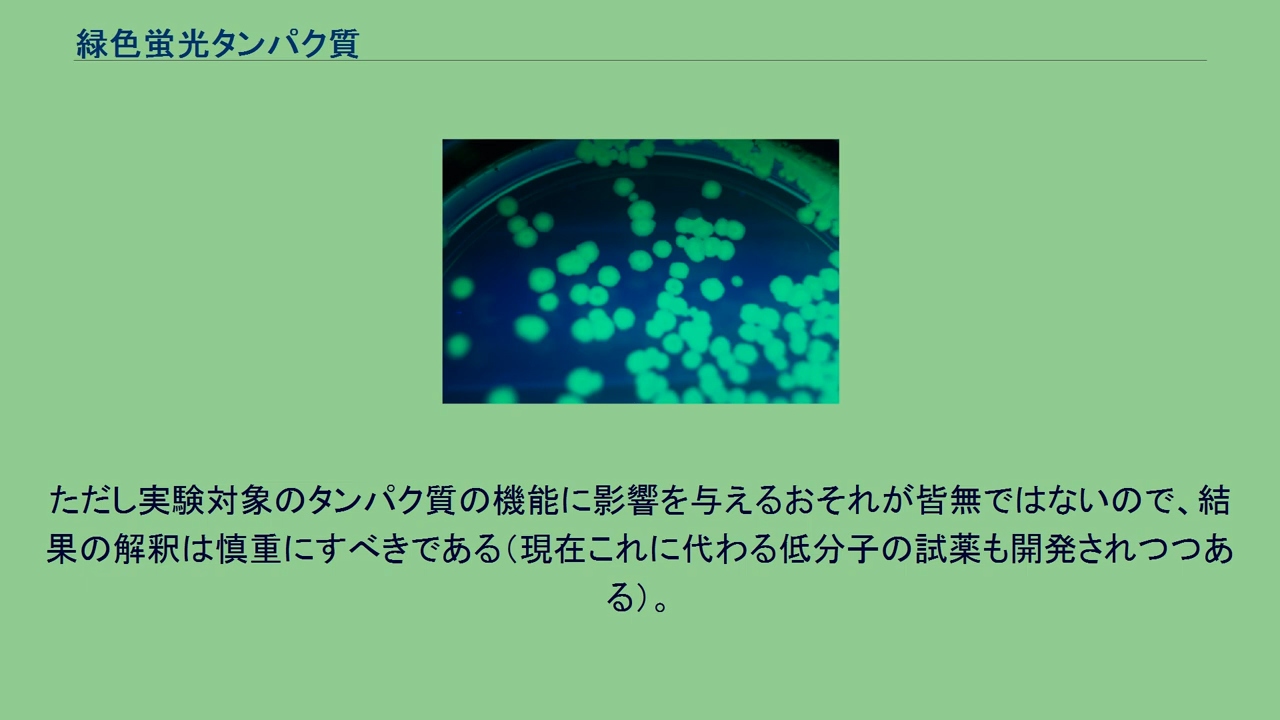 緑色蛍光タンパク質
ただし実験対象のタンパク質の機能に影響を与えるおそれが皆無ではないので、結
果の解釈は慎重にすべきである(現在これに代わる低分子の試薬も開発されつつあ
る)。